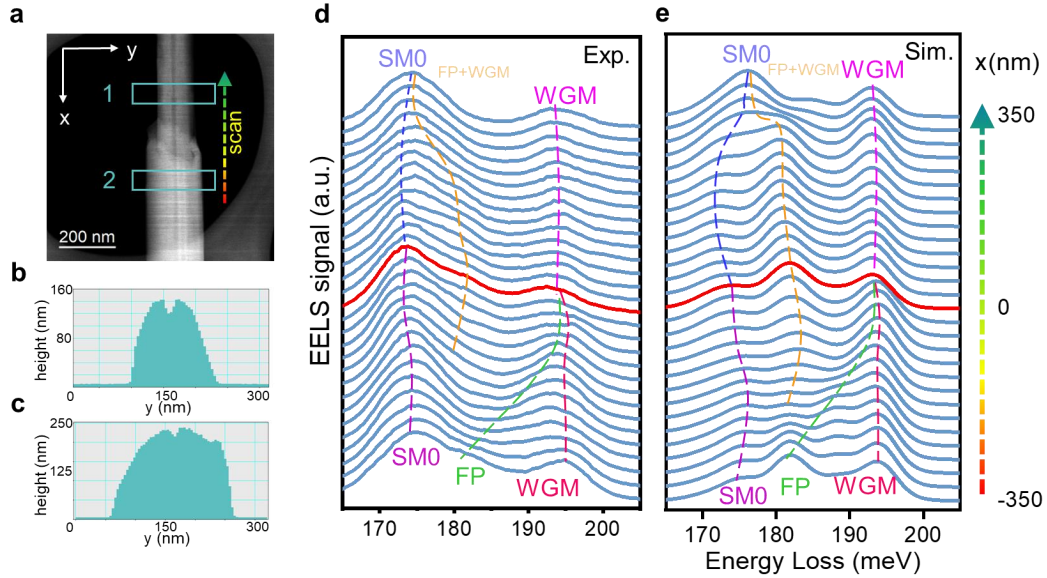 a
y
x
1
2
scan
200 nm
b
height (nm)
160
80
0
150
300
y (nm)
c
height (nm)
250
125
0
150
300
y (nm)
d
Exp.
SM0
FP+WGM
WGM
EELS signal (a.u.)
SM0
FP
WGM
170
180
190
200
e
Sim.
SM0
FP+WGM
WGM
SM0
FP
WGM
170
180
190
200
Energy Loss (meV)
x(nm)
350
0
-350